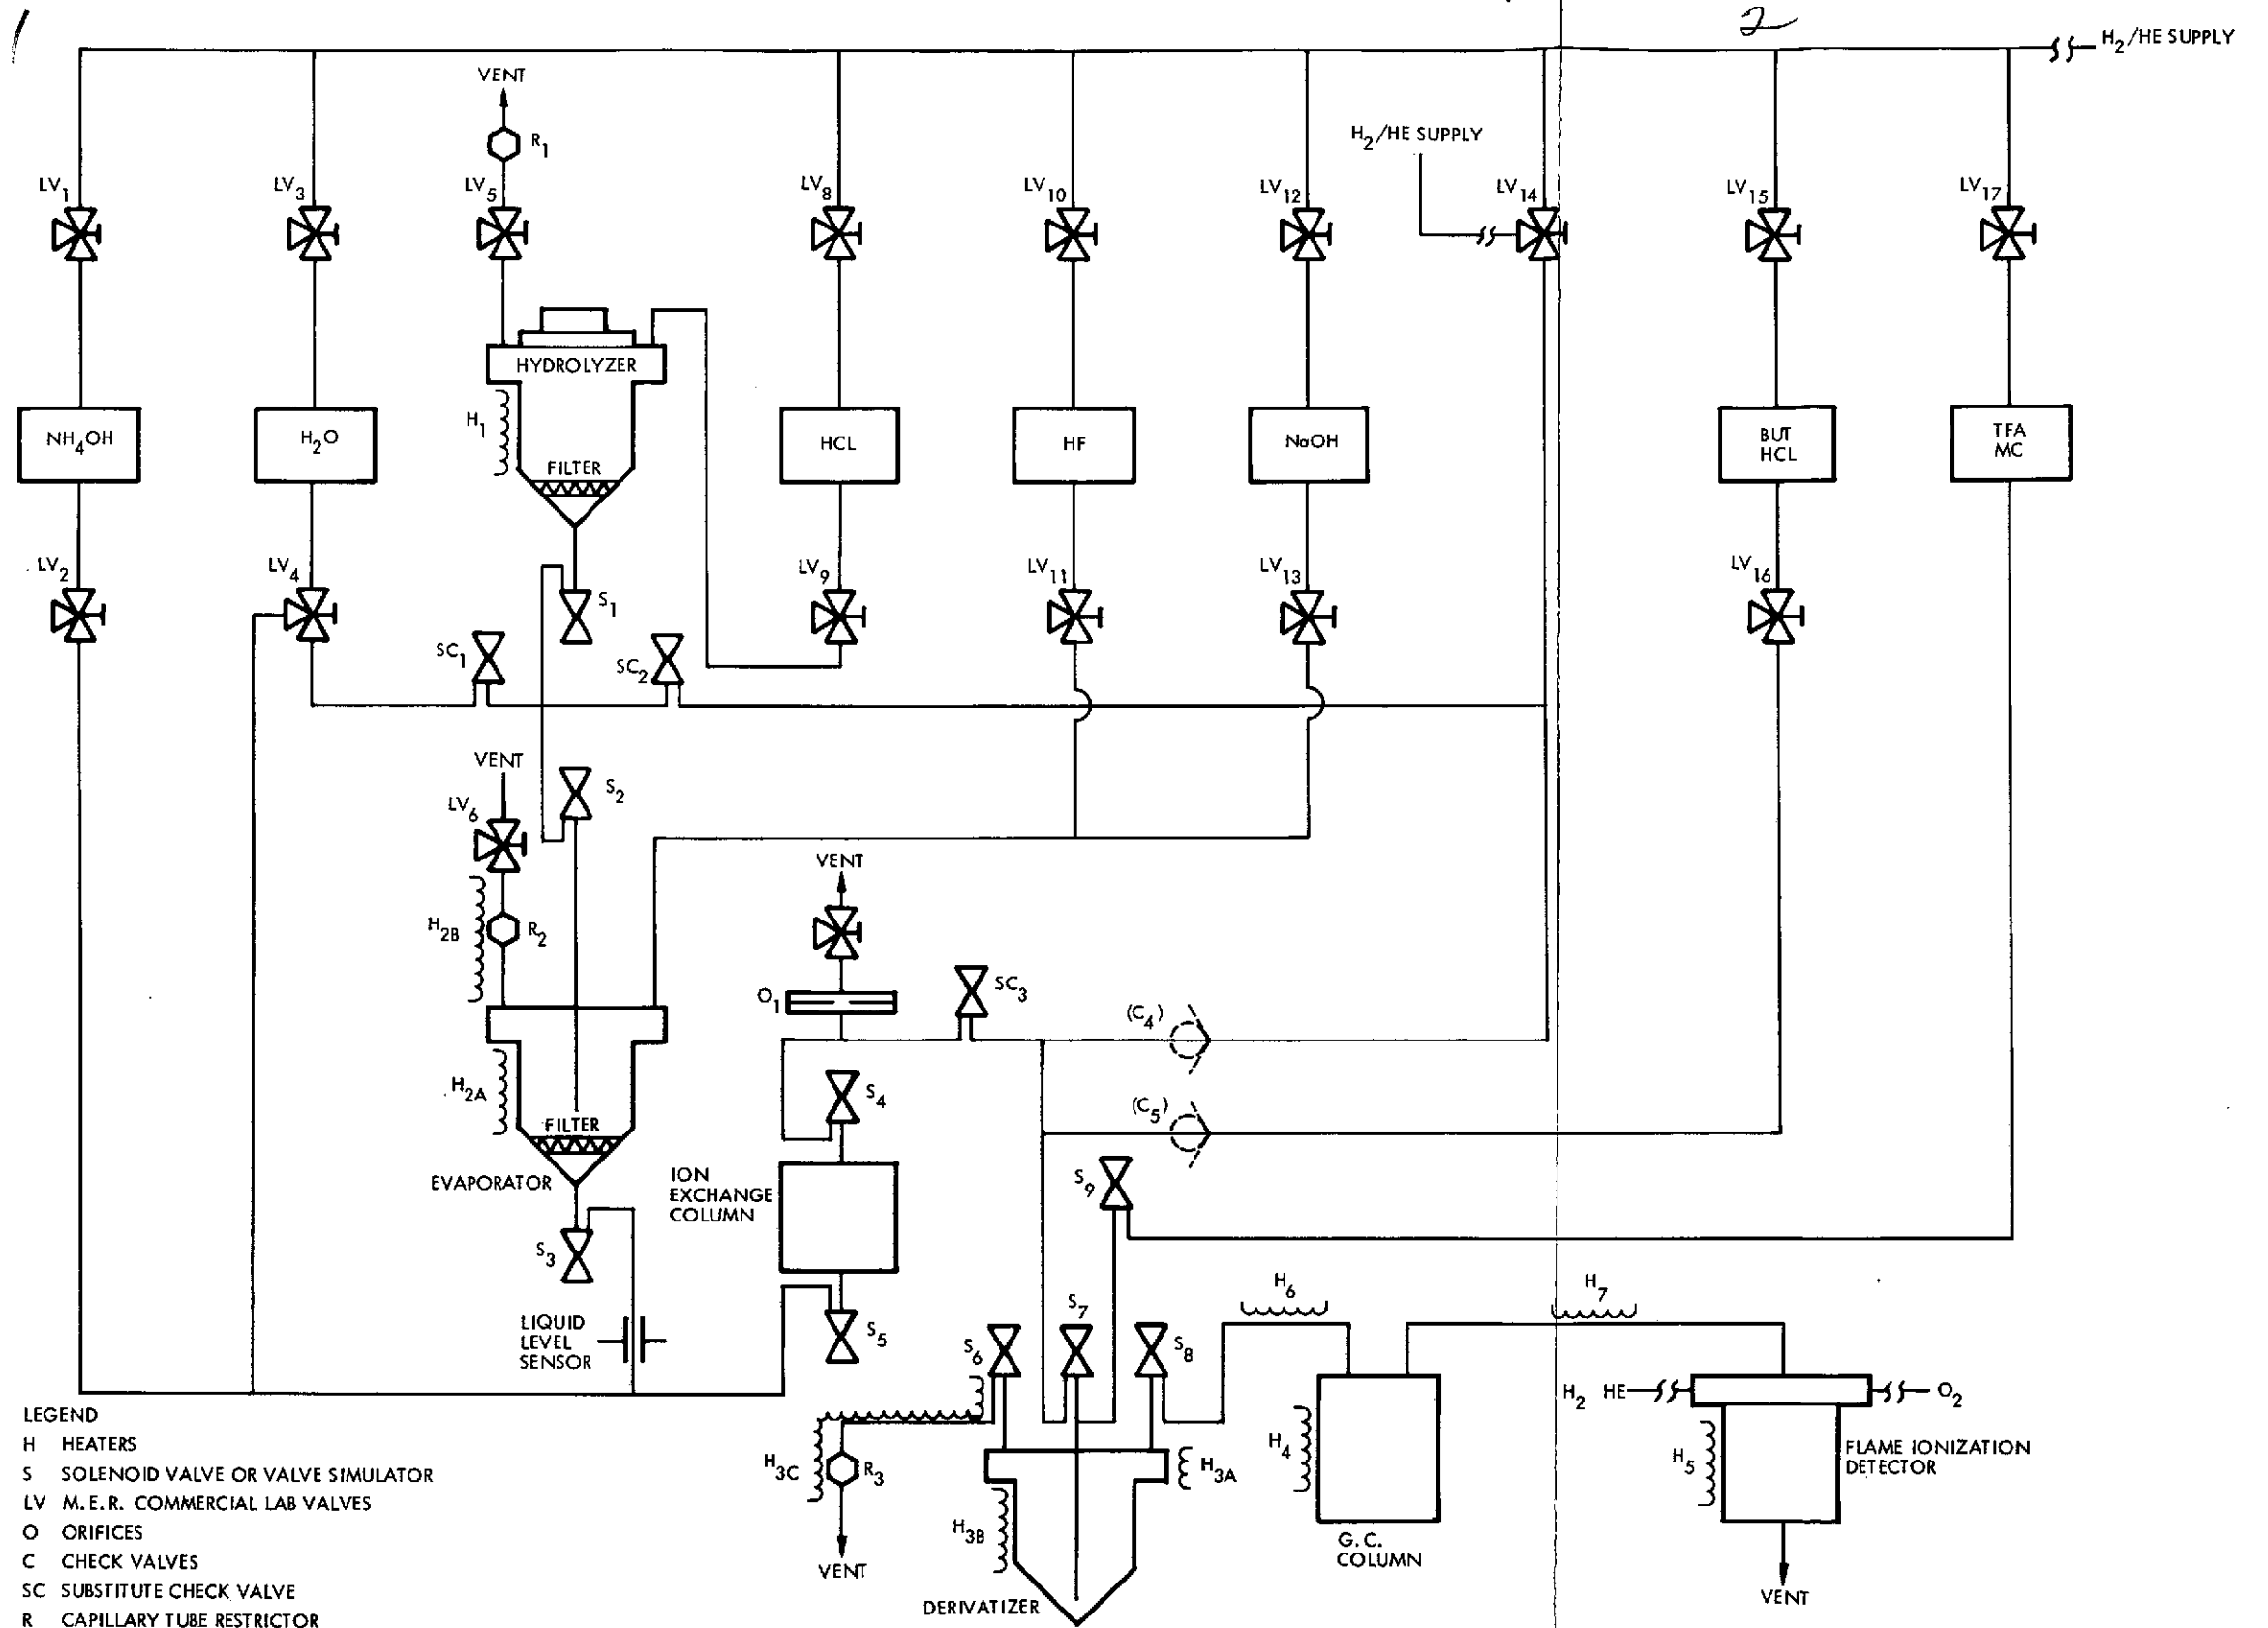 1
2
H2/HE SUPPLY
VENT
R1
H2/HE SUPPLY
LV1
LV3
LV5
LV8
LV10
LV12
LV14
LV15
LV17
HYDROLYZER
H1
FILTER
NH4OH
H2O
HCL
HF
NaOH
BUT
HCL
TFA
MC
LV2
LV4
S1
LV9
LV11
LV13
LV16
SC1
SC2
VENT
S2
LV6
VENT
H2B
R2
O1
SC3
(C4)
H2A
S4
(C5)
FILTER
EVAPORATOR
ION
EXCHANGE
COLUMN
S9
S3
LIQUID
LEVEL
SENSOR
S5
S6
S7
S8
H6
H7
H2 HE
O2
H3C
R3
H3A
H3B
H4
H5
FLAME IONIZATION
DETECTOR
G.C.
COLUMN
VENT
DERIVATIZER
VENT
LEGEND
H HEATERS
S SOLENOID VALVE OR VALVE SIMULATOR
LV M.E.R. COMMERCIAL LAB VALVES
O ORIFICES
C CHECK VALVES
SC SUBSTITUTE CHECK VALVE
R CAPILLARY TUBE RESTRICTOR